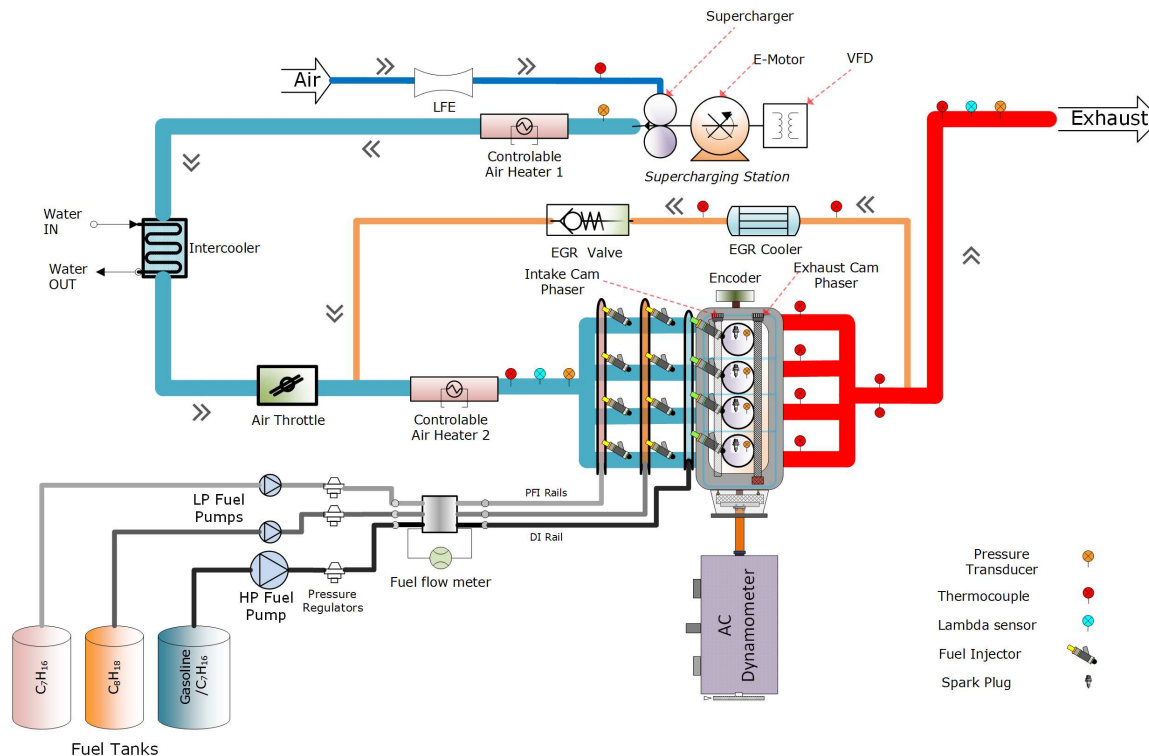 Supercharger
E-Motor
VFD
Air
LFE
Exhaust
Controlable
Air Heater 1
Supercharging Station
Water
IN
Intercooler
Water
OUT
EGR Valve
EGR Cooler
Intake Cam
Phaser
Encoder
Exhaust Cam
Phaser
Air Throttle
Controlable
Air Heater 2
LP Fuel
Pumps
PFI Rails
DI Rail
HP Fuel
Pump
Pressure
Regulators
Fuel flow meter
C₇H₁₆
C₈H₁₈
Gasoline
/C₇H₁₆
Fuel Tanks
AC
Dynamometer
Pressure
Transducer
Thermocouple
Lambda sensor
Fuel Injector
Spark Plug